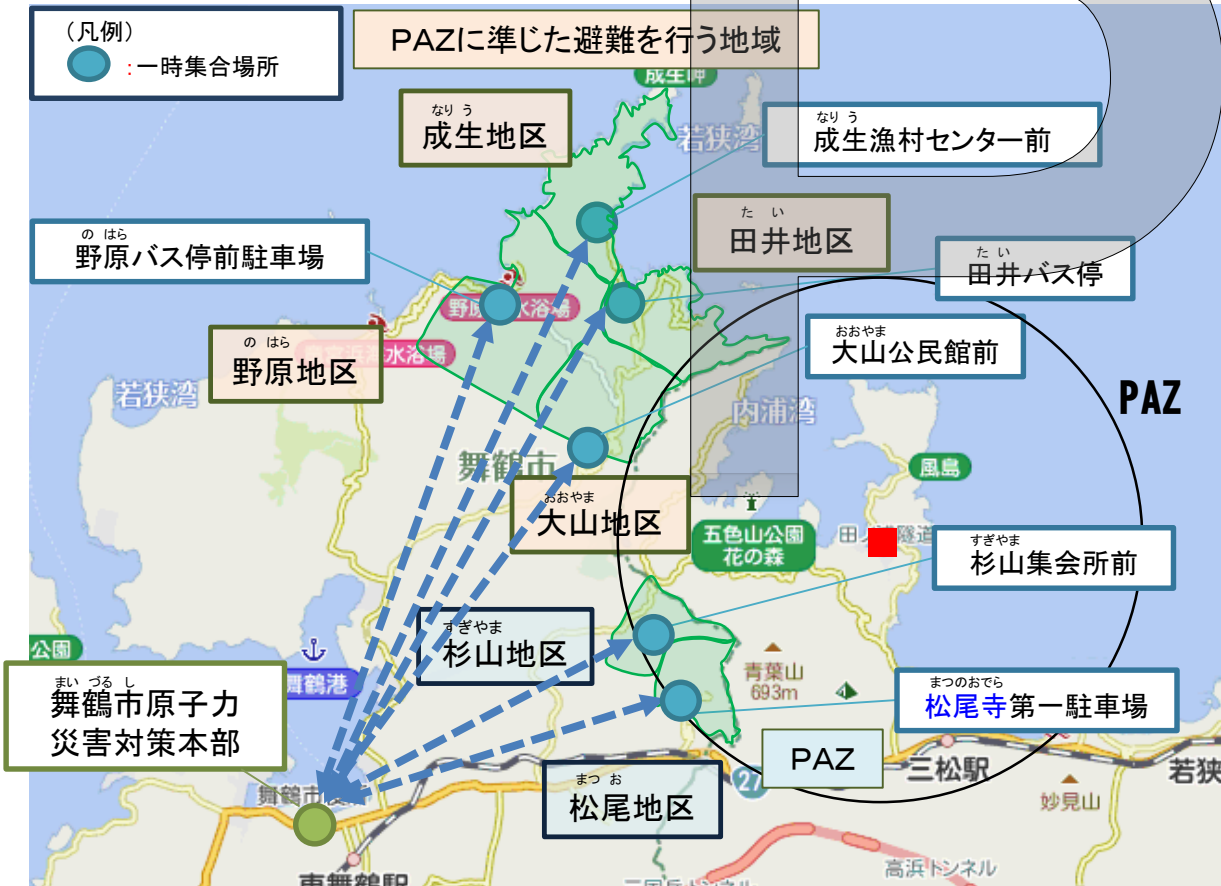 (凡例)
:一時集合場所
PAZに準じた避難を行う地域
成生岬
なり う
成生地区
若狭湾
なり う
成生漁村センター前
の はら
野原バス停前駐車場
た い
田井地区
た い
田井バス停
野原海水浴場
おおやま
大山公民館前
の はら
野原地区
水浴場
若狭湾
内浦湾
PAZ
舞鶴市
風島
おおやま
大山地区
五色山公園
花の森
田ノ浦隧道
すぎやま
杉山集会所前
すぎやま
杉山地区
公園
舞鶴港
青葉山
693m
まい づる し
舞鶴市原子力
災害対策本部
まつのおでら
松尾寺第一駐車場
PAZ
三松駅
若狭
27
まつ お
松尾地区
舞鶴市役所
妙見山
高浜トンネル
東舞鶴駅